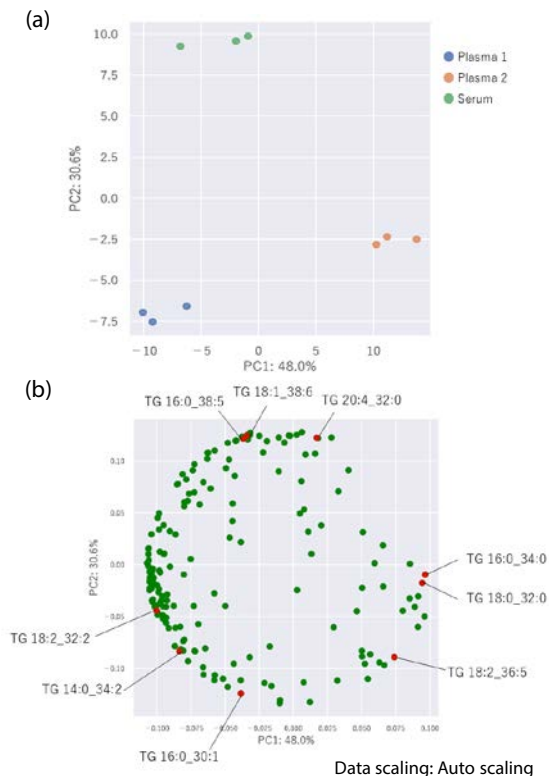 (a)
10.0
7.5
5.0
2.5
0.0
−2.5
−5.0
−7.5
PC2: 30.6%
−10 −5 0 5 10
PC1: 48.0%
Plasma 1
Plasma 2
Serum
(b)
TG 16:0_38:5
TG 18:1_38:6
TG 20:4_32:0
TG 16:0_34:0
TG 18:0_32:0
TG 18:2_36:5
TG 18:2_32:2
TG 14:0_34:2
TG 16:0_30:1
0.10
0.05
0.00
−0.05
−0.10
PC2: 30.6%
−0.100 −0.075 −0.050 −0.025 0.000 0.025 0.050 0.075 0.100
PC1: 48.0%
Data scaling: Auto scaling